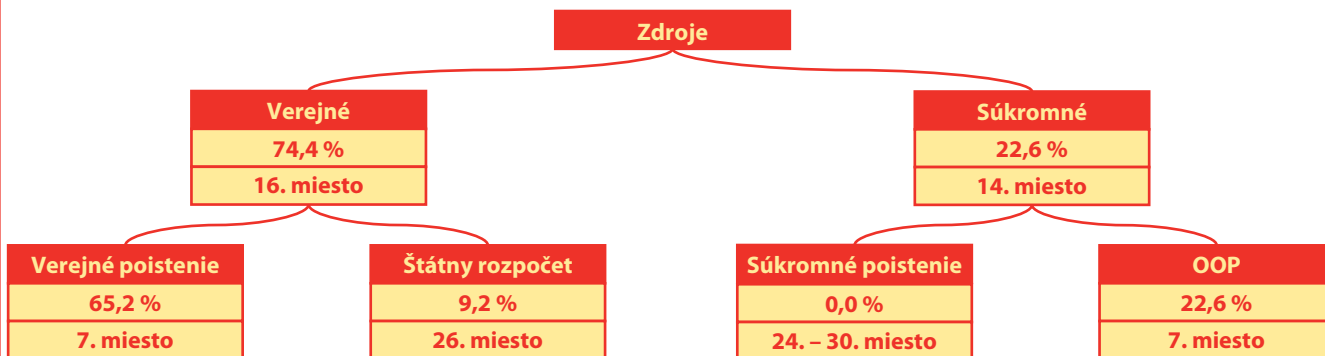 Zdroje
Verejné
74,4 %
16. miesto
Súkromné
22,6 %
14. miesto
Verejné poistenie
65,2 %
7. miesto
Štátny rozpočet
9,2 %
26. miesto
Súkromné poistenie
0,0 %
24. – 30. miesto
OOP
22,6 %
7. miesto